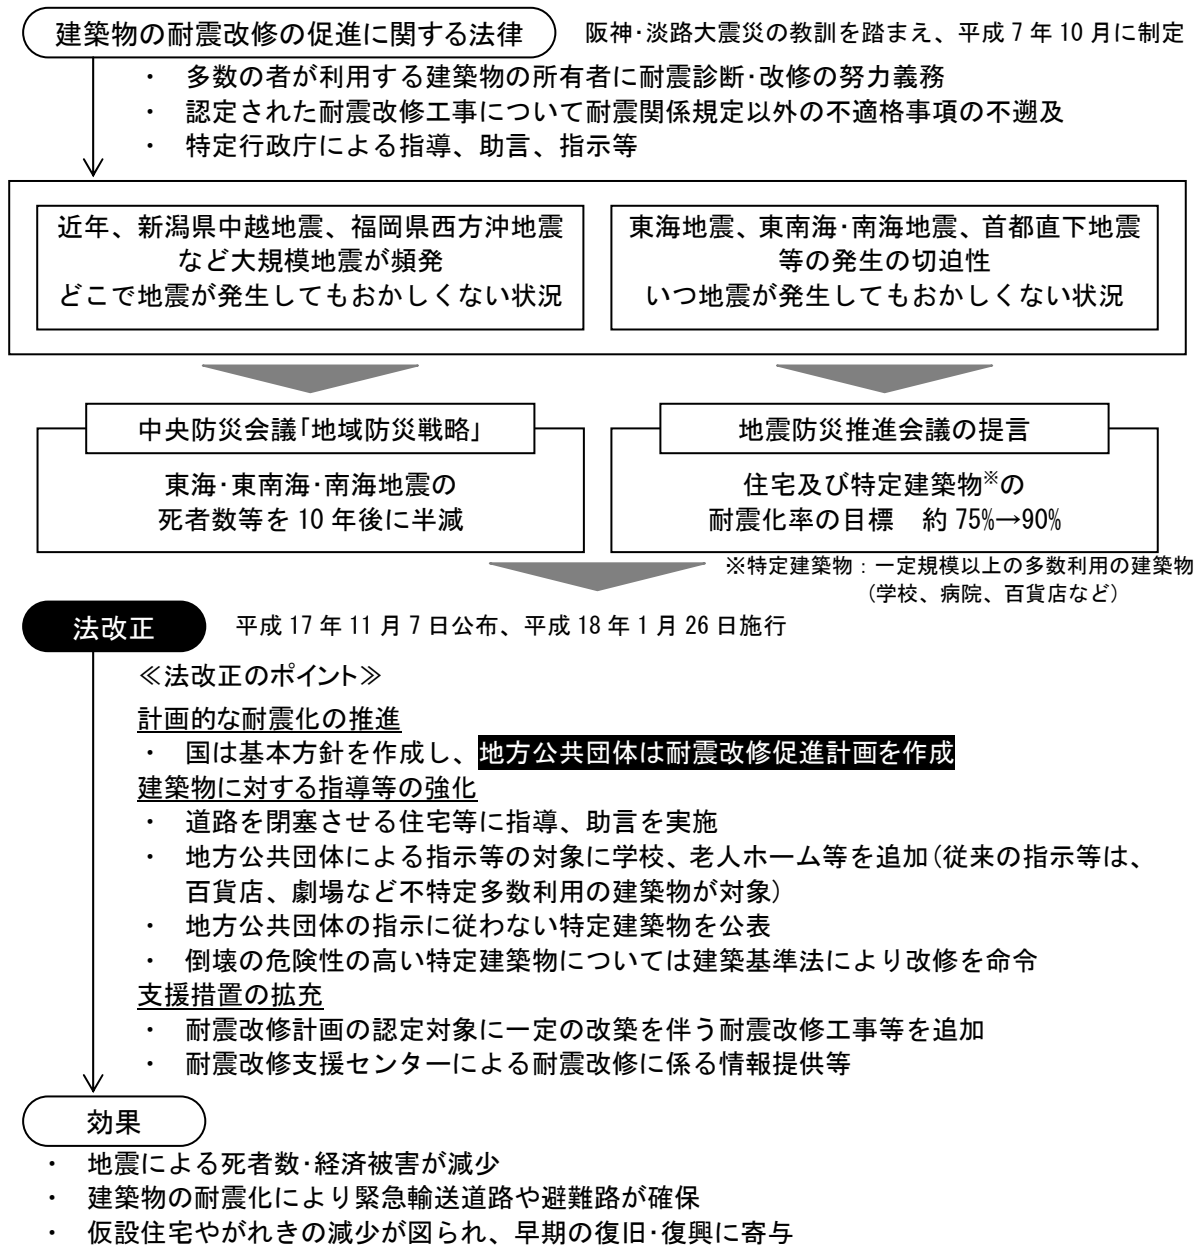 建築物の耐震改修の促進に関する法律
阪神･淡路大震災の教訓を踏まえ、平成7年10月に制定
・ 多数の者が利用する建築物の所有者に耐震診断･改修の努力義務
・ 認定された耐震改修工事について耐震関係規定以外の不適格事項の不遡及
・ 特定行政庁による指導、助言、指示等
近年、新潟県中越地震、福岡県西方沖地震
など大規模地震が頻発
どこで地震が発生してもおかしくない状況
東海地震、東南海･南海地震、首都直下地震
等の発生の切迫性
いつ地震が発生してもおかしくない状況
中央防災会議「地域防災戦略」
東海･東南海･南海地震の
死者数等を10年後に半減
地震防災推進会議の提言
住宅及び特定建築物※の
耐震化率の目標 約75%→90%
※特定建築物：一定規模以上の多数利用の建築物
(学校、病院、百貨店など)
法改正
平成17年11月7日公布、平成18年1月26日施行
≪法改正のポイント≫
計画的な耐震化の推進
・ 国は基本方針を作成し、地方公共団体は耐震改修促進計画を作成
建築物に対する指導等の強化
・ 道路を閉塞させる住宅等に指導、助言を実施
・ 地方公共団体による指示等の対象に学校、老人ホーム等を追加(従来の指示等は、
百貨店、劇場など不特定多数利用の建築物が対象)
・ 地方公共団体の指示に従わない特定建築物を公表
・ 倒壊の危険性の高い特定建築物については建築基準法により改修を命令
支援措置の拡充
・ 耐震改修計画の認定対象に一定の改築を伴う耐震改修工事等を追加
・ 耐震改修支援センターによる耐震改修に係る情報提供等
効果
・ 地震による死者数･経済被害が減少
・ 建築物の耐震化により緊急輸送道路や避難路が確保
・ 仮設住宅やがれきの減少が図られ、早期の復旧･復興に寄与